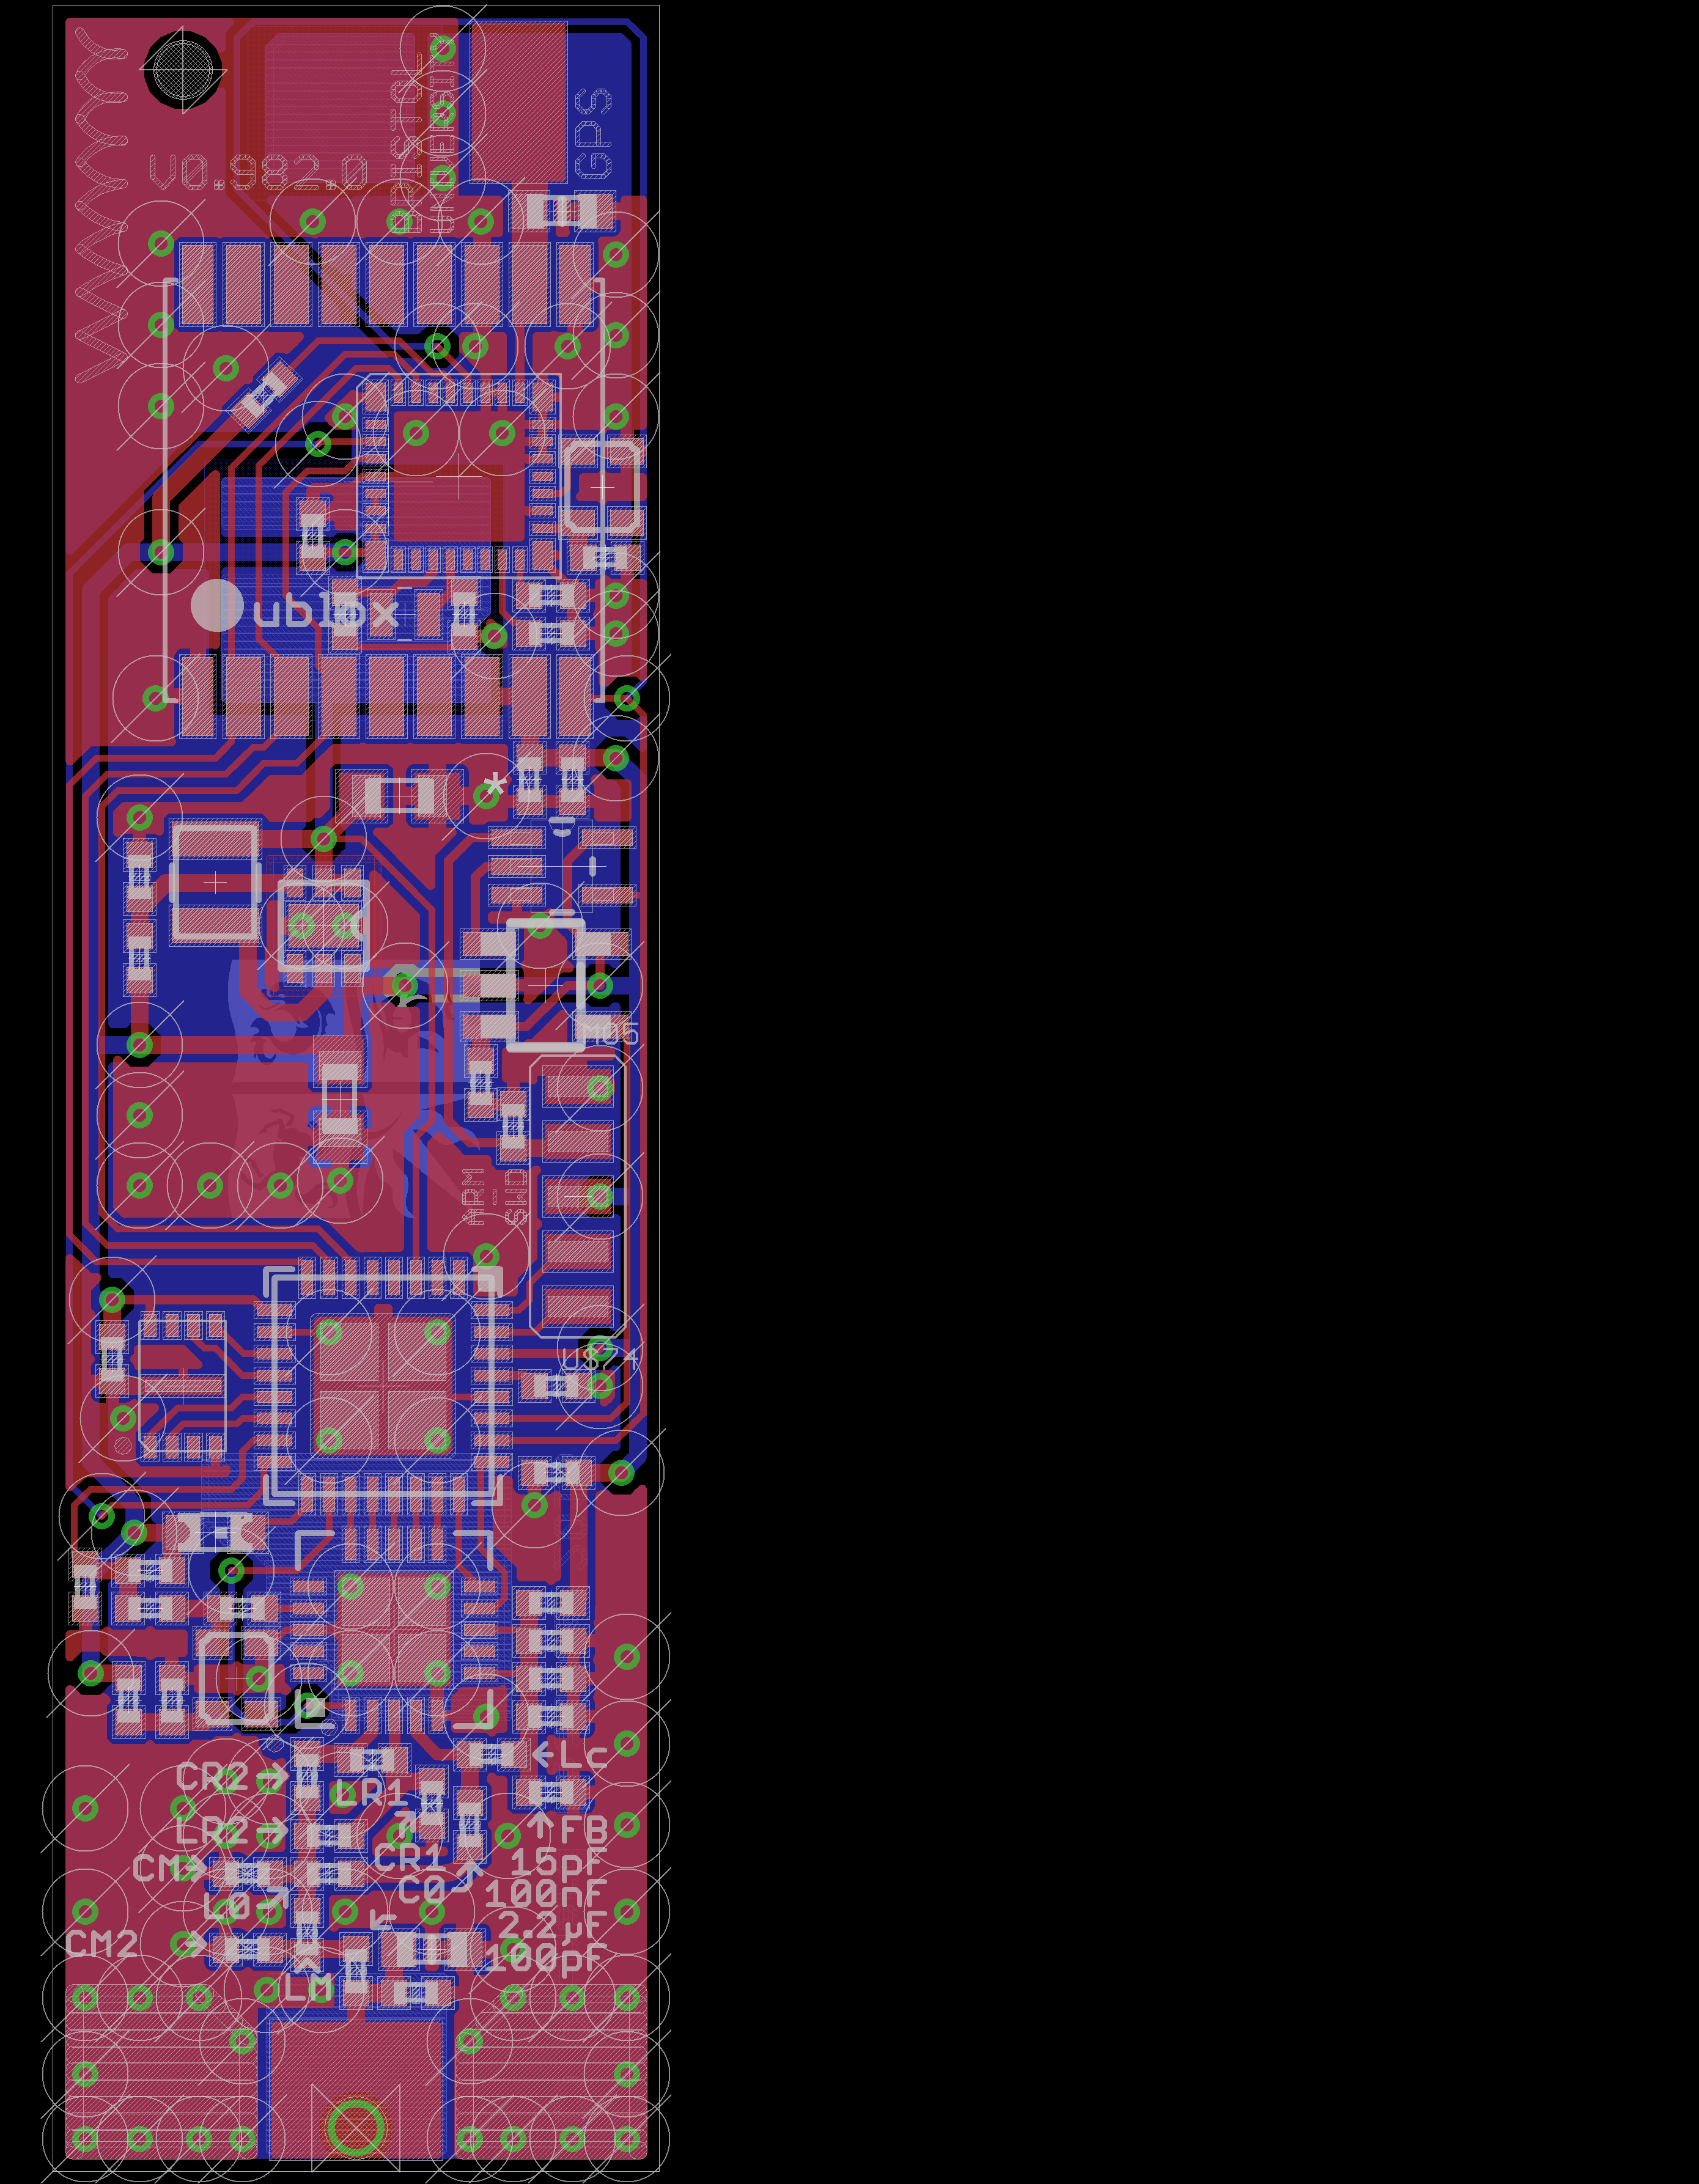 BRISTOL
UNIVERSITY
GPS
V0.982.0
ublox
*
M05
ARM
SWD
CR2→
LR1
←Lc
LR2→
↑FB
CM→
CR1
15pF
C0
100nF
L0
2.2µF
CM2 →
100pF
LM